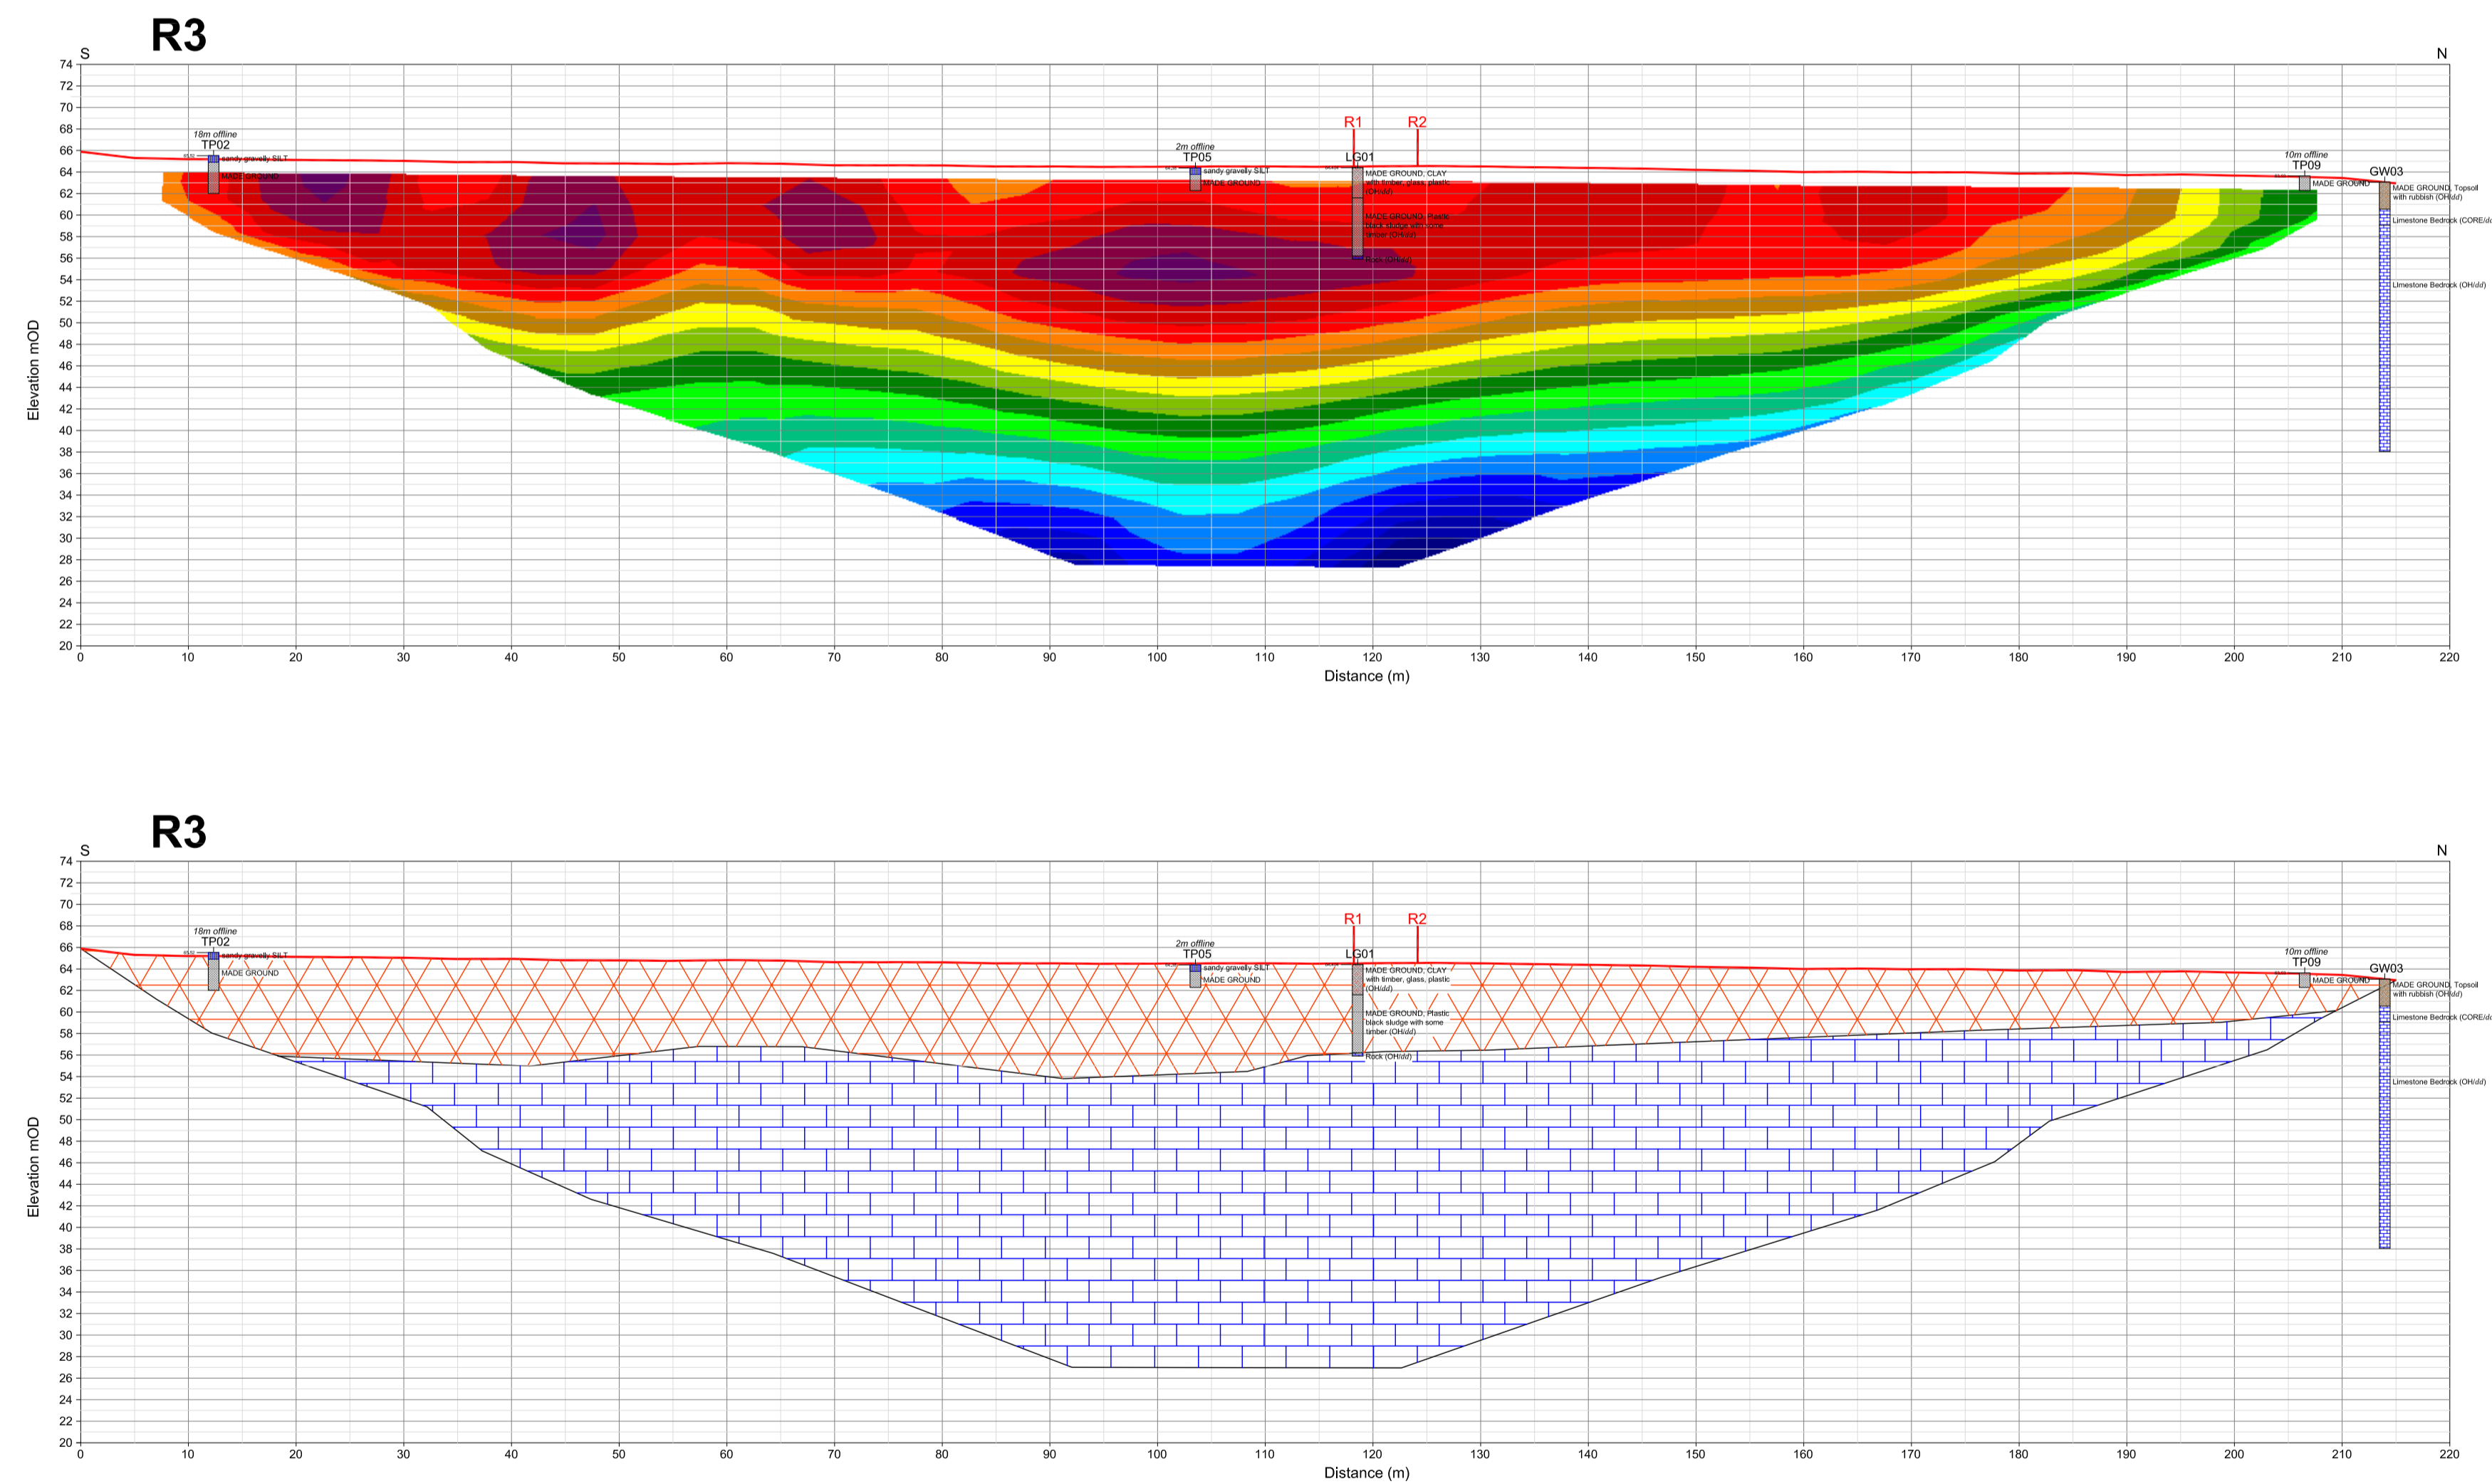 R3
S
N
74
72
70
68
66
64
62
60
58
56
54
52
50
48
46
44
42
40
38
36
34
32
30
28
26
24
22
20
Elevation mOD
18m offline
TP02
sandy gravelly SILT
MADE GROUND
2m offline
TP05
sandy gravelly SILT
MADE GROUND
R1
R2
LG01
MADE GROUND, CLAY
with timber, glass, plastic
(OH/dd)
MADE GROUND, Plastic
black sludge with some
timber (OH/dd)
Rock (OH/dd)
10m offline
TP09
MADE GROUND
GW03
MADE GROUND, Topsoil
with rubbish (OH/dd)
Limestone Bedrock (CORE/dd
Limestone Bedrock (OH/dd)
0 10 20 30 40 50 60 70 80 90 100 110 120 130 140 150 160 170 180 190 200 210 220
Distance (m)
R3
S
N
74
72
70
68
66
64
62
60
58
56
54
52
50
48
46
44
42
40
38
36
34
32
30
28
26
24
22
20
Elevation mOD
18m offline
TP02
sandy gravelly SILT
MADE GROUND
2m offline
TP05
sandy gravelly SILT
MADE GROUND
R1
R2
LG01
MADE GROUND, CLAY
with timber, glass, plastic
(OH/dd)
MADE GROUND, Plastic
black sludge with some
timber (OH/dd)
Rock (OH/dd)
10m offline
TP09
MADE GROUND
GW03
MADE GROUND, Topsoil
with rubbish (OH/dd)
Limestone Bedrock (CORE/dd
Limestone Bedrock (OH/dd)
0 10 20 30 40 50 60 70 80 90 100 110 120 130 140 150 160 170 180 190 200 210 220
Distance (m)